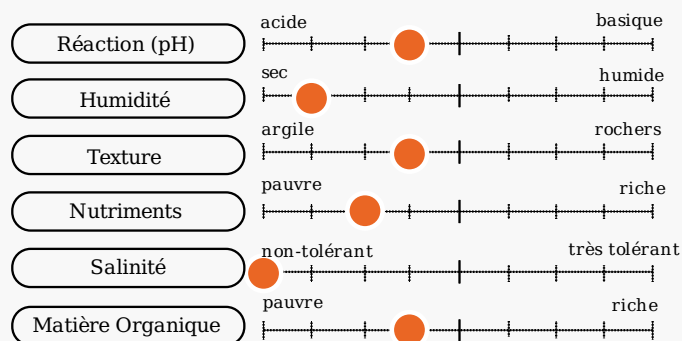 acide basique
Réaction (pH)
sec humide
Humidité
argile rochers
Texture
pauvre riche
Nutriments
non-tolérant très tolérant
Salinité
pauvre riche
Matière Organique